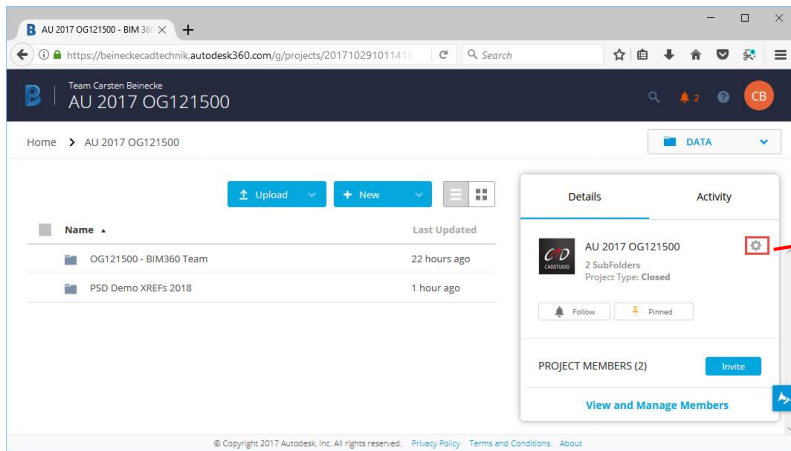 AU 2017 OG121500 - BIM 36
https://beineckecadtechnik.autodesk360.com/g/projects/201710291011416
Search
Team Carsten Beinecke
AU 2017 OG121500
2
CB
Home > AU 2017 OG121500
DATA
Upload
+ New
Details
Activity
Name
Last Updated
OG121500 - BIM360 Team
22 hours ago
PSD Demo XREFs 2018
1 hour ago
CADSTUDIO
AU 2017 OG121500
2 SubFolders
Project Type: Closed
Follow
Pinned
PROJECT MEMBERS (2)
Invite
View and Manage Members
© Copyright 2017 Autodesk, Inc. All rights reserved. Privacy Policy Terms and Conditions About